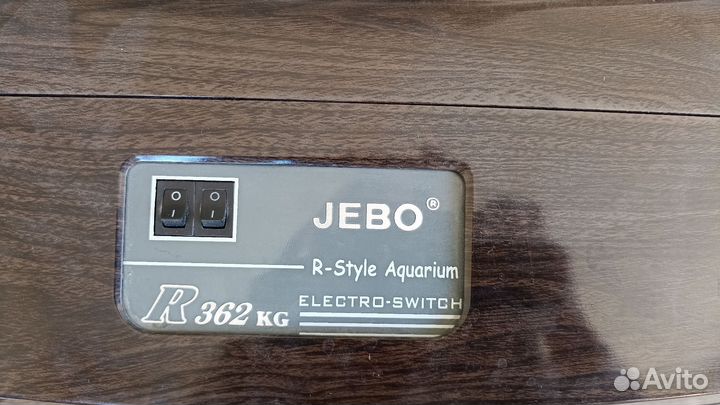 JEBO®
R-Style Aquarium
ELECTRO-SWITCH
R 362 KG
Avito